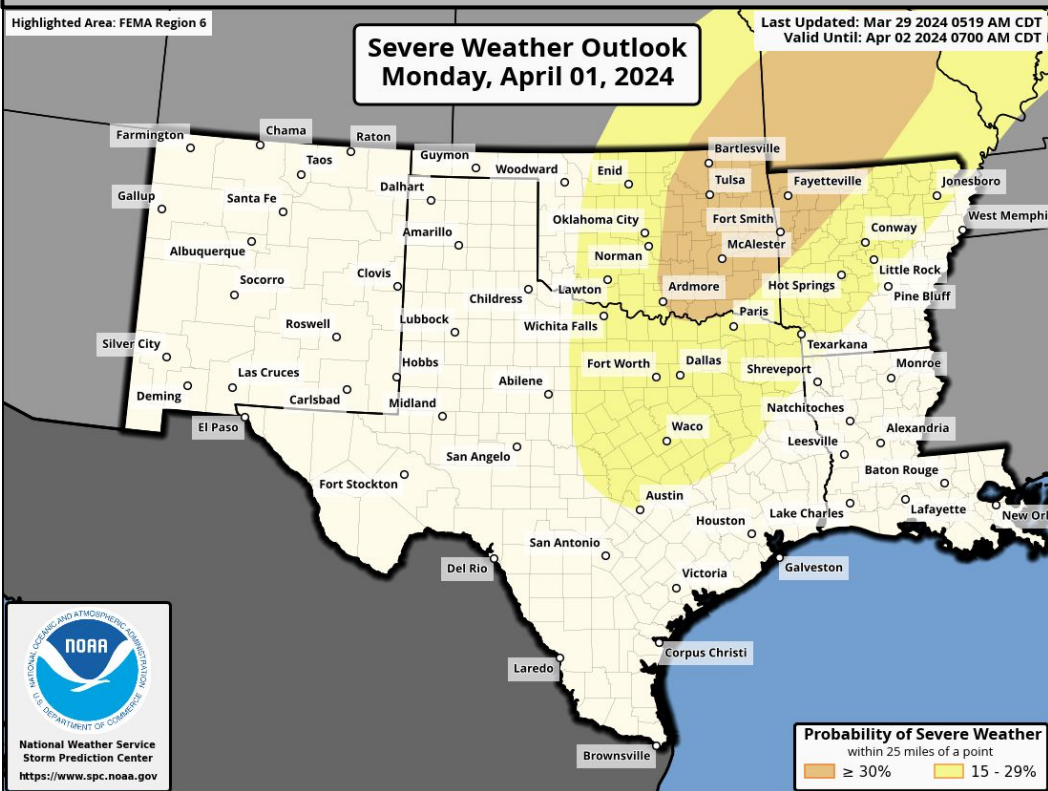 Highlighted Area: FEMA Region 6
Severe Weather Outlook
Monday, April 01, 2024
Last Updated: Mar 29 2024 0519 AM CDT
Valid Until: Apr 02 2024 0700 AM CDT
Farmington
Chama
Raton
Taos
Guymon
Woodward
Enid
Bartlesville
Tulsa
Fayetteville
Jonesboro
Gallup
Santa Fe
Dalhart
Oklahoma City
Fort Smith
West Memphi
Albuquerque
Amarillo
Norman
McAlester
Conway
Socorro
Clovis
Childress
Lawton
Ardmore
Hot Springs
Little Rock
Pine Bluff
Roswell
Lubbock
Wichita Falls
Paris
Texarkana
Silver City
Las Cruces
Hobbs
Fort Worth
Dallas
Shreveport
Monroe
Deming
Carlsbad
Midland
Abilene
Natchitoches
El Paso
San Angelo
Waco
Leesville
Alexandria
Fort Stockton
Austin
Baton Rouge
Houston
Lake Charles
Lafayette
New Orl
Del Rio
San Antonio
Galveston
Victoria
Laredo
Corpus Christi
Brownsville
NATIONAL OCEANIC AND ATMOSPHERIC ADMINISTRATION
NOAA
U.S. DEPARTMENT OF COMMERCE
National Weather Service
Storm Prediction Center
https://www.spc.noaa.gov
Probability of Severe Weather
within 25 miles of a point
≥ 30%
15 - 29%